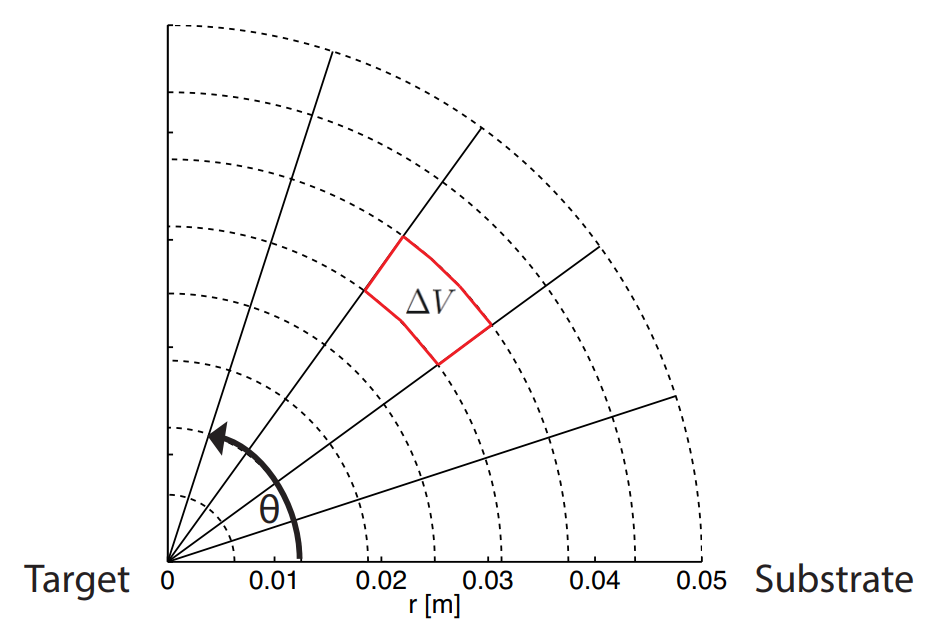 ΔV
θ
Target
Substrate
0 0.01 0.02 0.03 0.04 0.05
r [m]